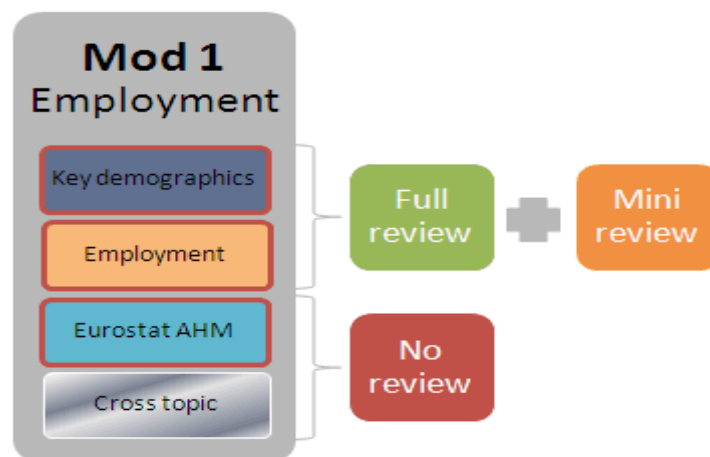 Mod 1
Employment
Key demographics
Employment
Eurostat AHM
Cross topic
Full
review
Mini
review
No
review